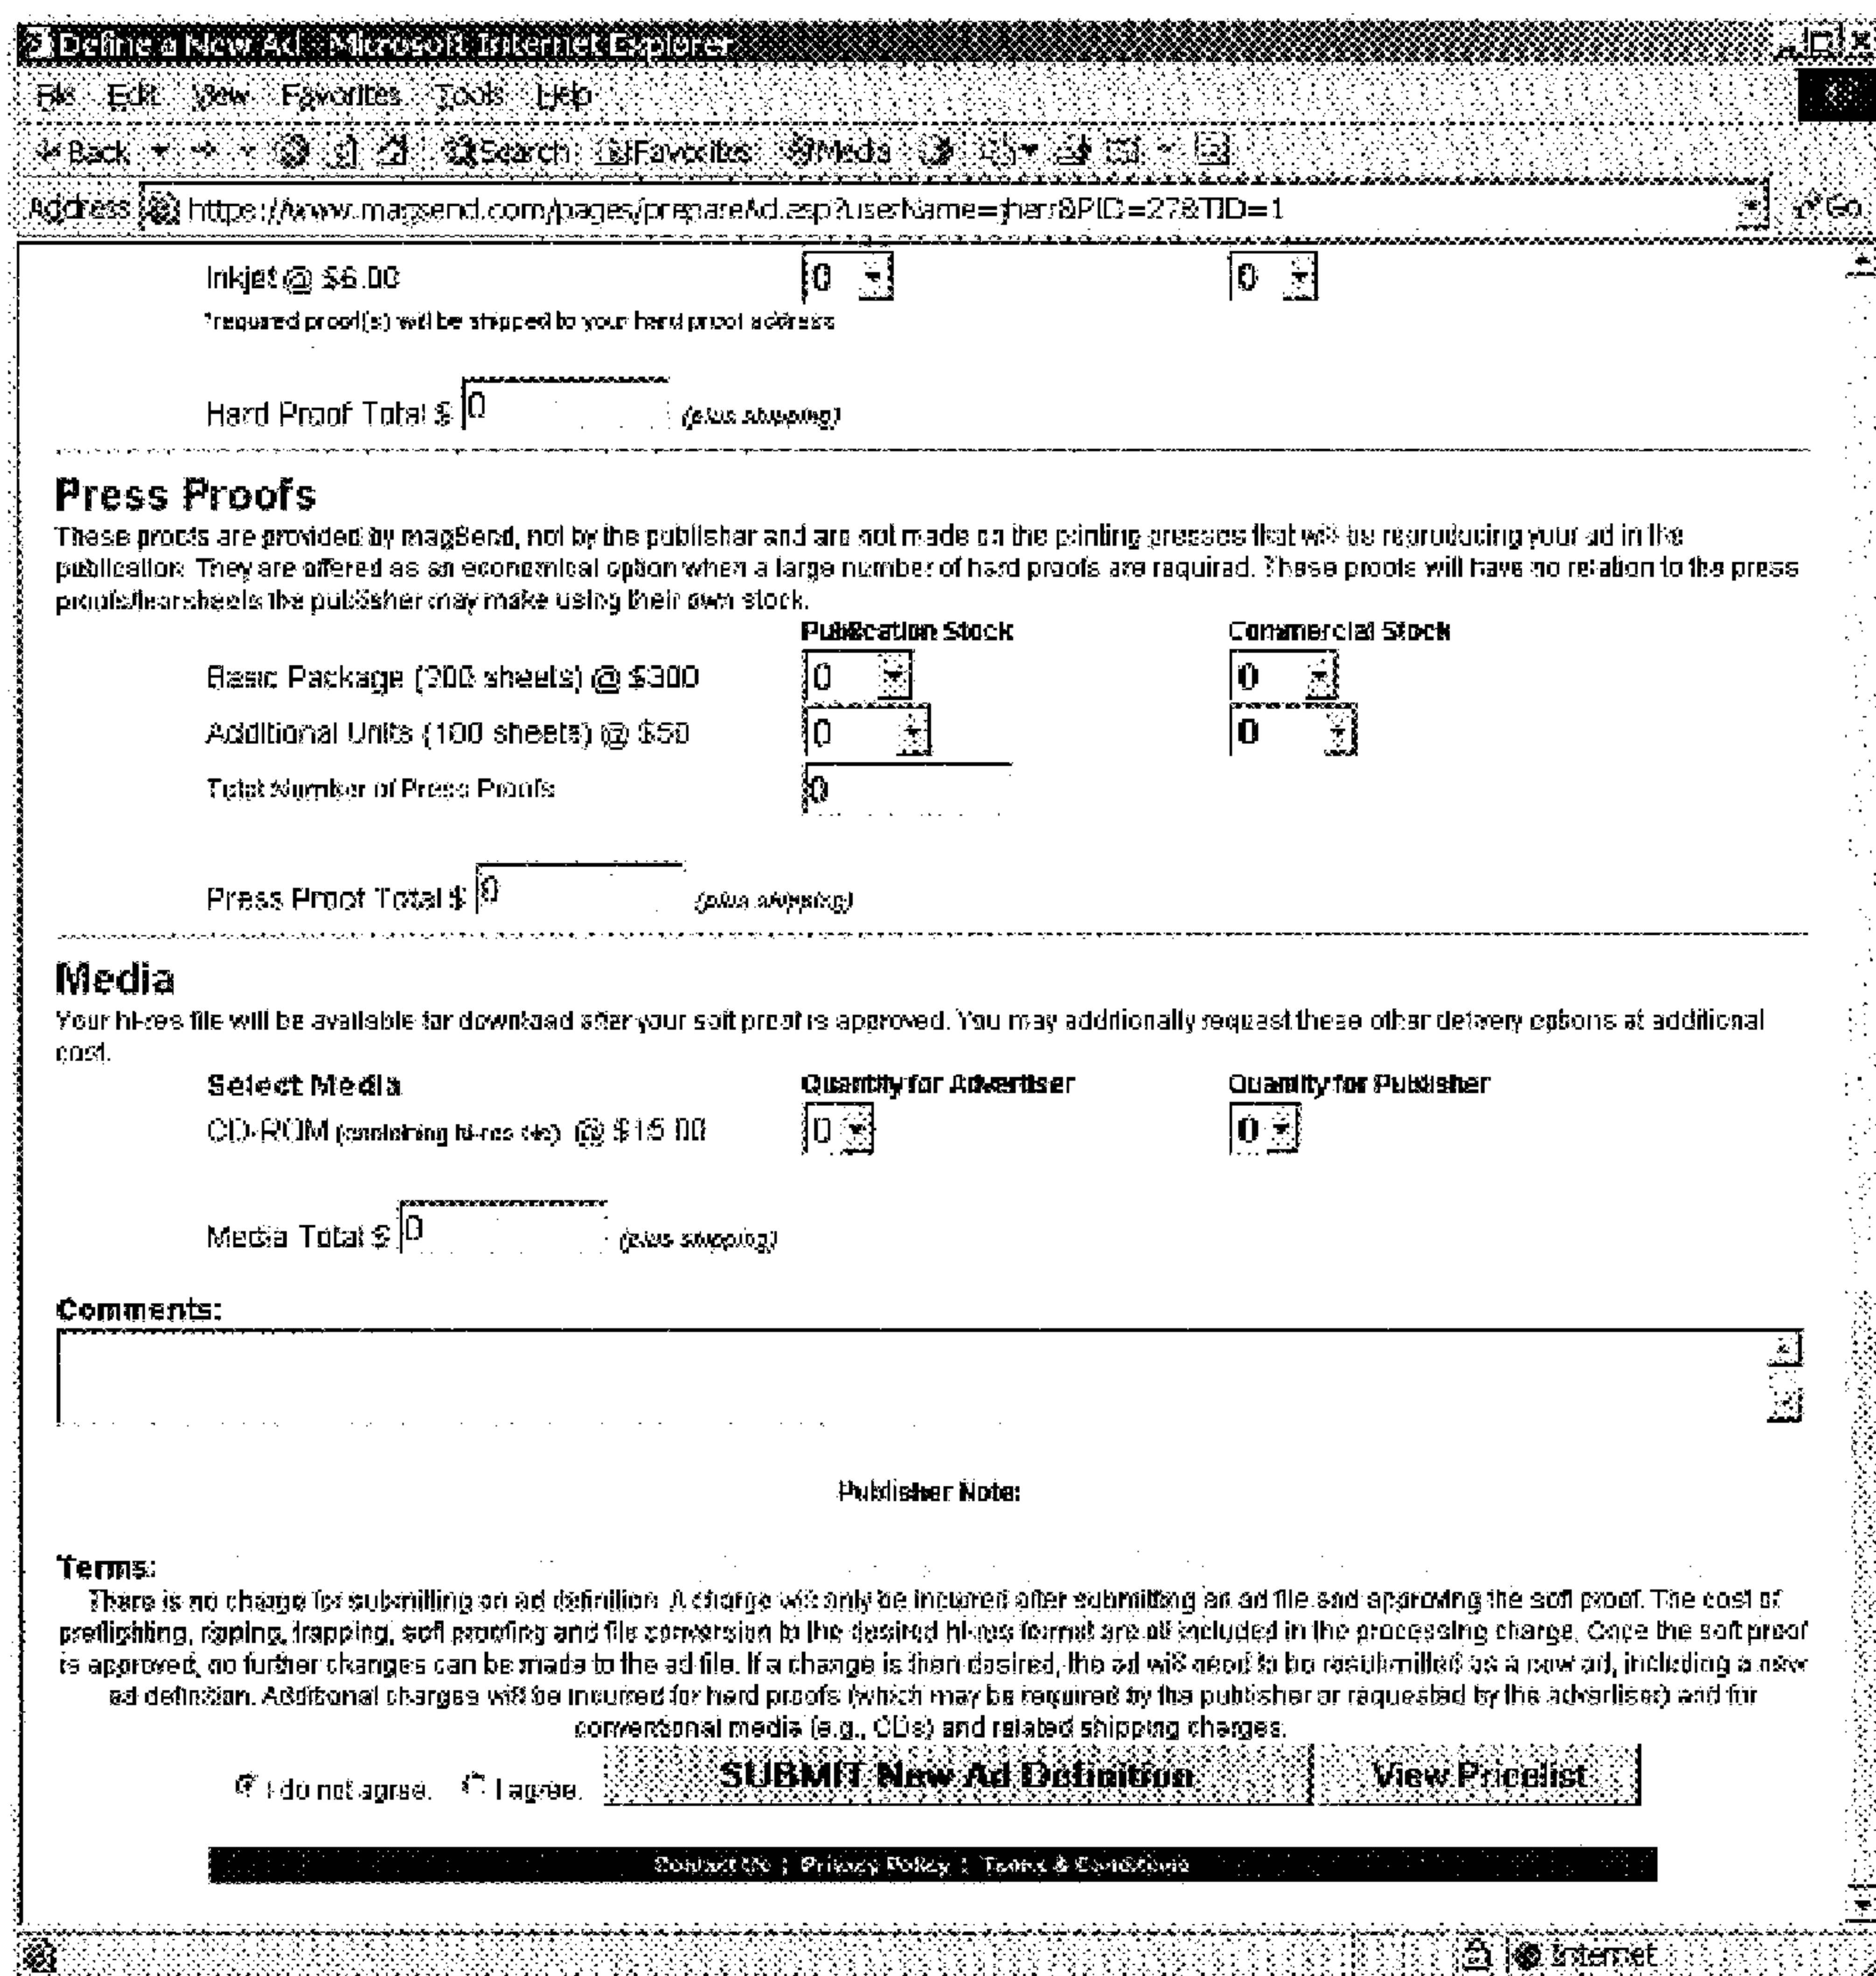 Define a New Ad - Microsoft Internet Explorer
File Edit View Favorites Tools Help
Back Search Favorites Media
Address https://www.magsend.com/pages/prepareAd.asp?userName=jherr&PID=27&TID=1 Go
Inkjet @ $6.00 0 0
*required proof(s) will be shipped to your hard proof address
Hard Proof Total $ 0 (plus shipping)
Press Proofs
These proofs are provided by magSend, not by the publisher and are not made on the printing presses that will be reproducing your ad in the
publication. They are offered as an economical option when a large number of hard proofs are required. These proofs will have no relation to the press
proofs/tearsheets the publisher may make using their own stock.
Publication Stock Commercial Stock
Basic Package (200 sheets) @ $300 0 0
Additional Units (100 sheets) @ $50 0 0
Total Number of Press Proofs 0
Press Proof Total $ 0 (plus shipping)
Media
Your hi-res file will be available for download after your soft proof is approved. You may additionally request these other delivery options at additional
cost.
Select Media Quantity for Advertiser Quantity for Publisher
CD-ROM (containing hi-res file) @ $15.00 0 0
Media Total $ 0 (plus shipping)
Comments:
Publisher Note:
Terms:
There is no charge for submitting an ad definition. A charge will only be incurred after submitting an ad file and approving the soft proof. The cost of
preflighting, ripping, trapping, soft proofing and file conversion to the desired hi-res format are all included in the processing charge. Once the soft proof
is approved, no further changes can be made to the ad file. If a change is then desired, the ad will need to be resubmitted as a new ad, including a new
ad definition. Additional charges will be incurred for hard proofs (which may be required by the publisher or requested by the advertiser) and for
conventional media (e.g., CDs) and related shipping charges.
I do not agree. I agree. SUBMIT New Ad Definition View Pricelist
Contact Us | Privacy Policy | Terms & Conditions
Internet